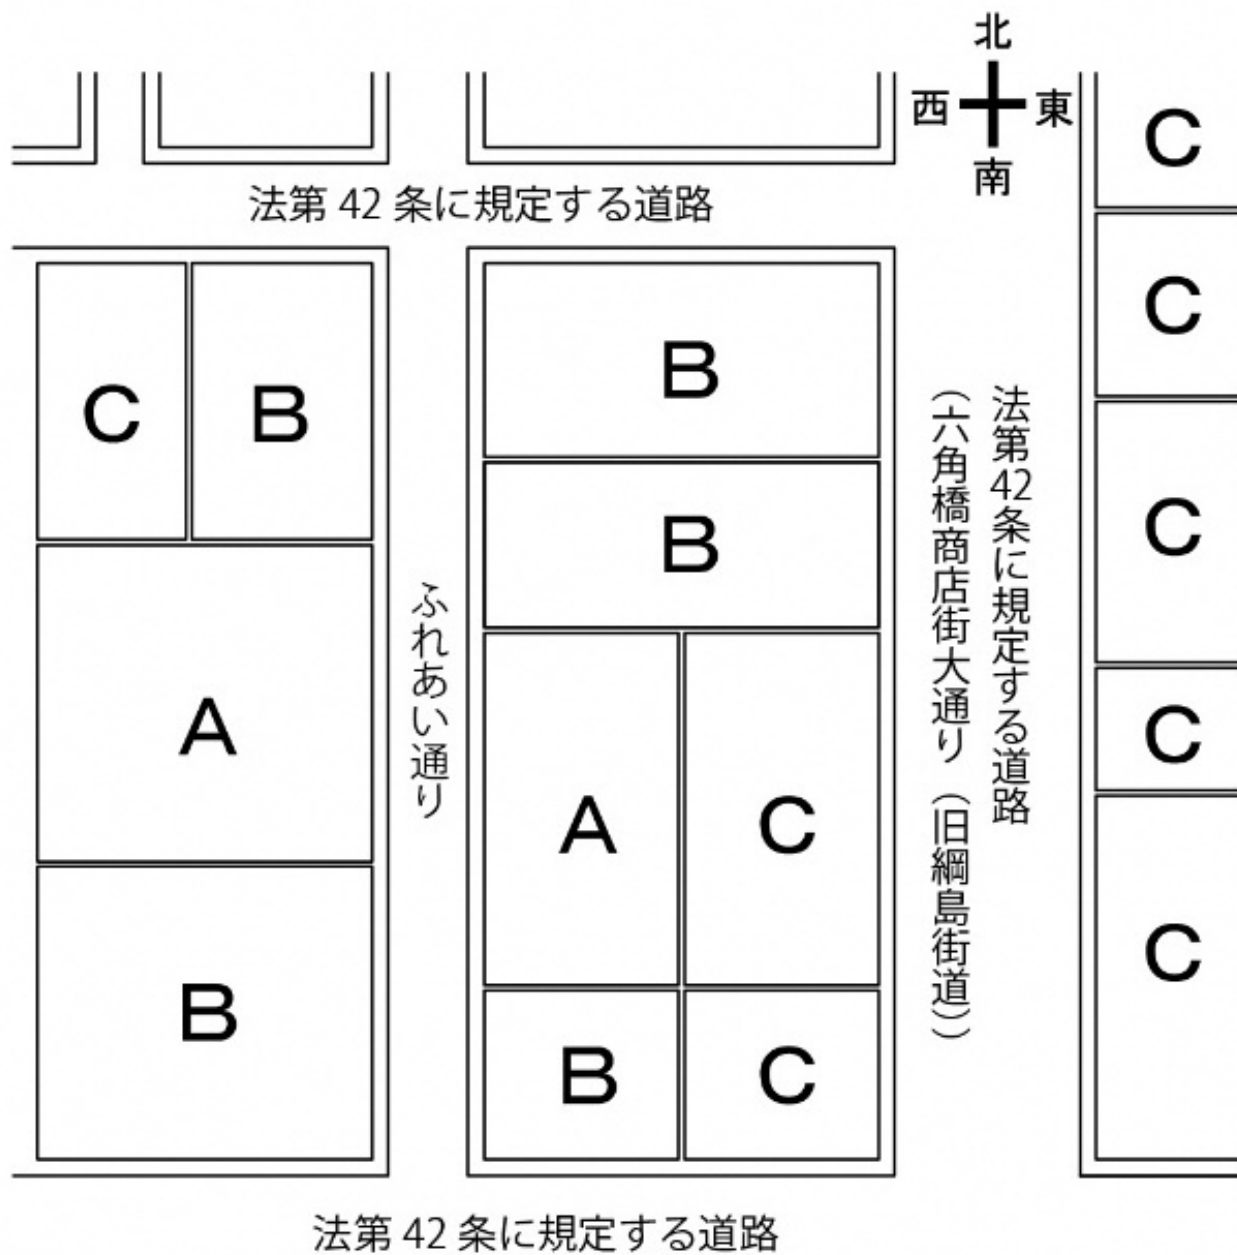 北
西 東
南
法第 42 条に規定する道路
C
C
C
C
C
C
B
A
B
ふれあい通り
B
B
A
C
B
C
法第42条に規定する道路
(六角橋商店街大通り(旧綱島街道))
法第 42 条に規定する道路